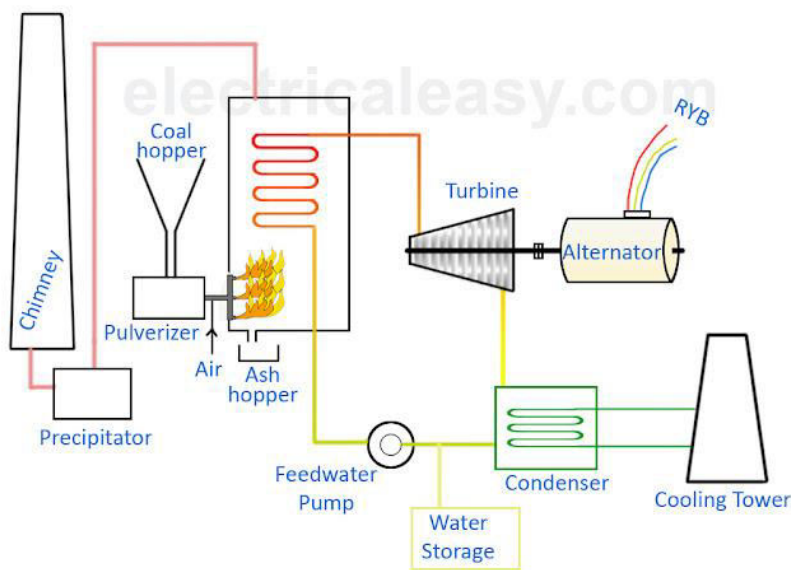 electricaleasy.com
RYB
Coal
hopper
Turbine
Alternator
Chimney
Pulverizer
Air
Ash
hopper
Precipitator
Feedwater
Pump
Condenser
Cooling Tower
Water
Storage